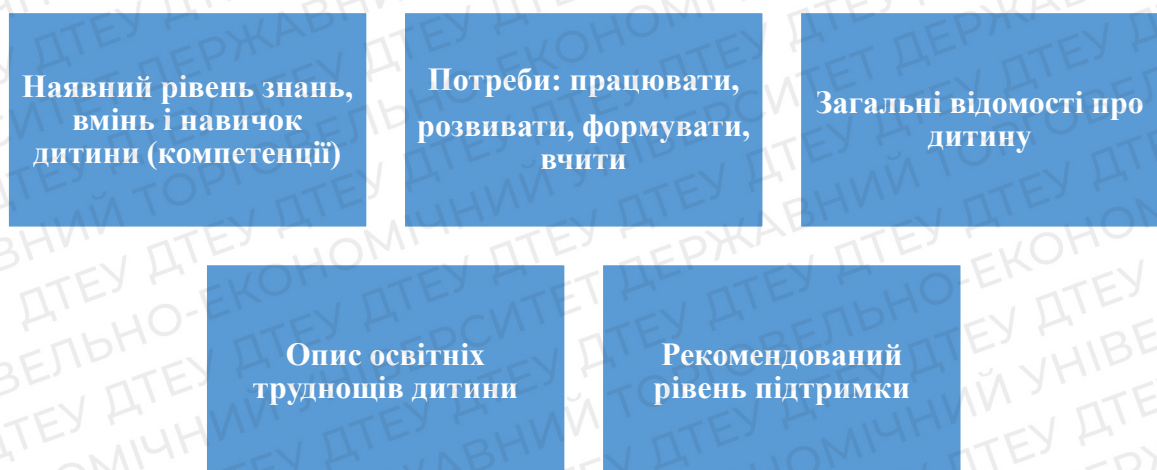 Наявний рівень знань,
вмінь і навичок
дитини (компетенції)
Потреби: працювати,
розвивати, формувати,
вчити
Загальні відомості про
дитину
Опис освітніх
труднощів дитини
Рекомендований
рівень підтримки